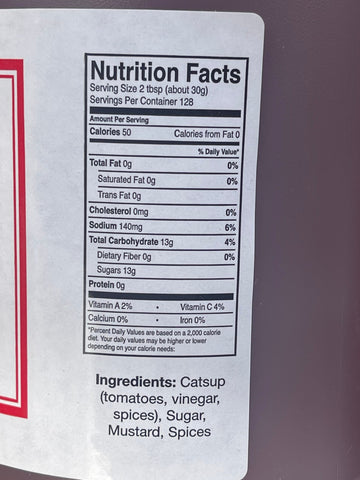 Nutrition Facts
Serving Size 2 tbsp (about 30g)
Servings Per Container 128
Amount Per Serving
Calories 50 Calories from Fat 0
% Daily Value*
Total Fat 0g 0%
Saturated Fat 0g 0%
Trans Fat 0g
Cholesterol 0mg 0%
Sodium 140mg 6%
Total Carbohydrate 13g 4%
Dietary Fiber 0g 0%
Sugars 13g
Protein 0g
Vitamin A 2% • Vitamin C 4%
Calcium 0% • Iron 0%
*Percent Daily Values are based on a 2,000 calorie
diet. Your daily values may be higher or lower
depending on your calorie needs:
Ingredients: Catsup
(tomatoes, vinegar,
spices), Sugar,
Mustard, Spices